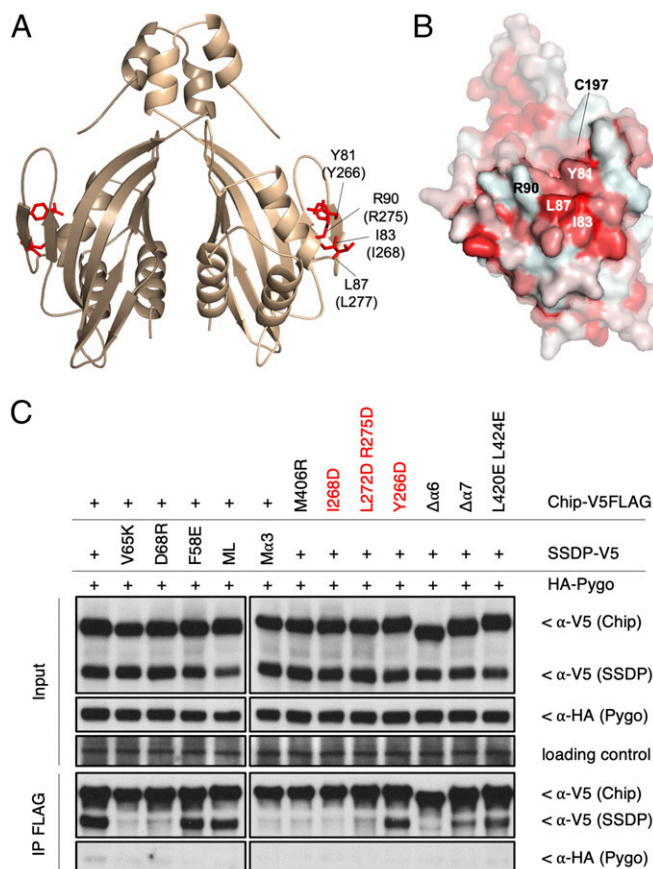 A
Y81
(Y266)
R90
(R275)
I83
(I268)
L87
(L277)
B
C197
Y81
R90
L87
I83
C
+ + + + + + M406R I268D L272D R275D Y266D Δα6 Δα7 L420E L424E Chip-V5FLAG
+ V65K D68R F58E ML Mα3 + + + + + + + SSDP-V5
+ + + + + + + + + + + + + HA-Pygo
Input
< α-V5 (Chip)
< α-V5 (SSDP)
< α-HA (Pygo)
loading control
IP FLAG
< α-V5 (Chip)
< α-V5 (SSDP)
< α-HA (Pygo)